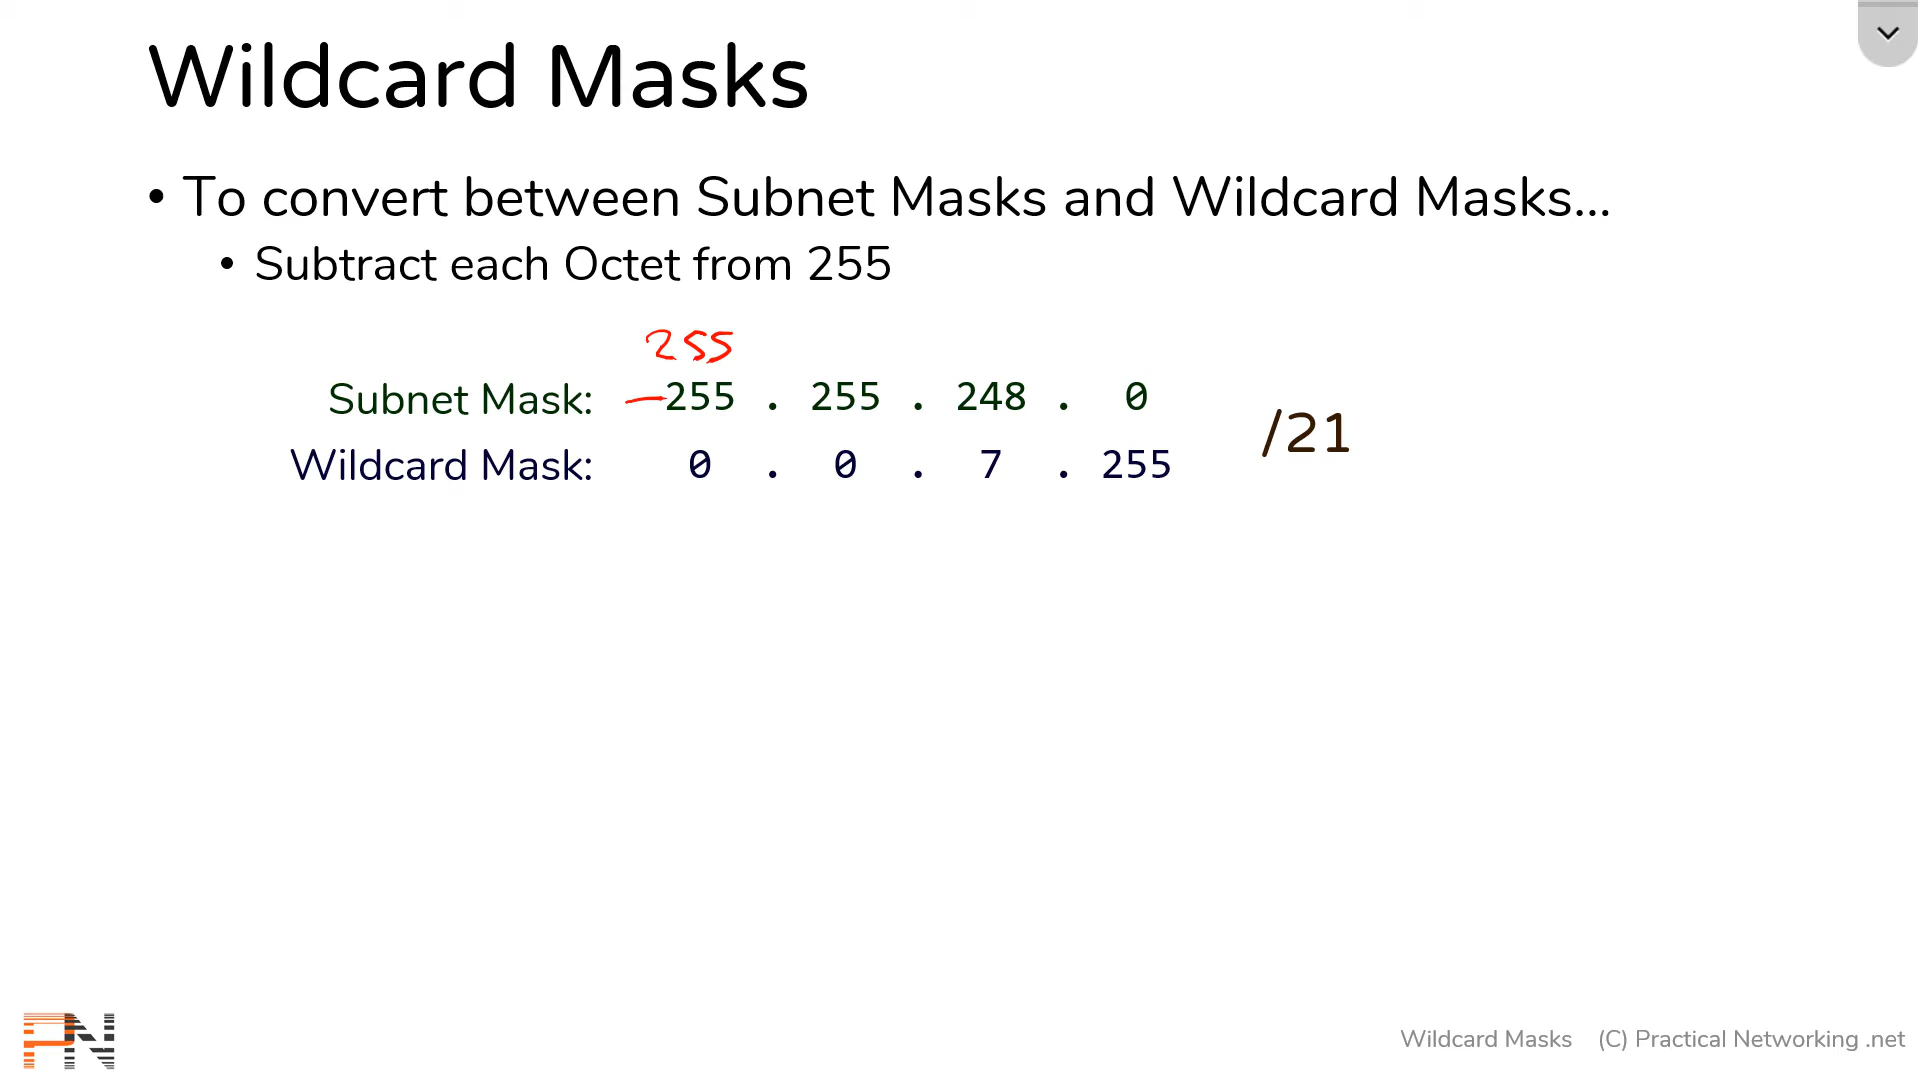 Wildcard Masks
• To convert between Subnet Masks and Wildcard Masks...
• Subtract each Octet from 255
255
Subnet Mask: –255 . 255 . 248 . 0
/21
Wildcard Mask: 0 . 0 . 7 . 255
PN
Wildcard Masks (C) Practical Networking .net